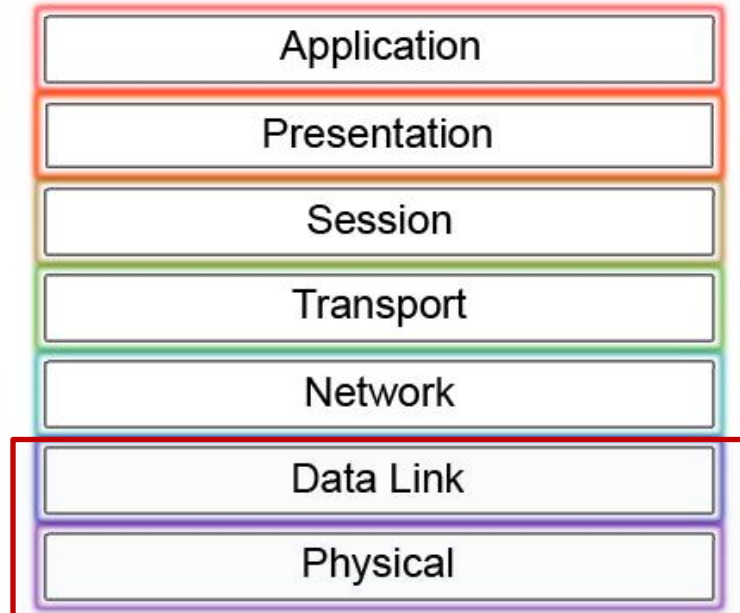 Application
Presentation
Session
Transport
Network
Data Link
Physical